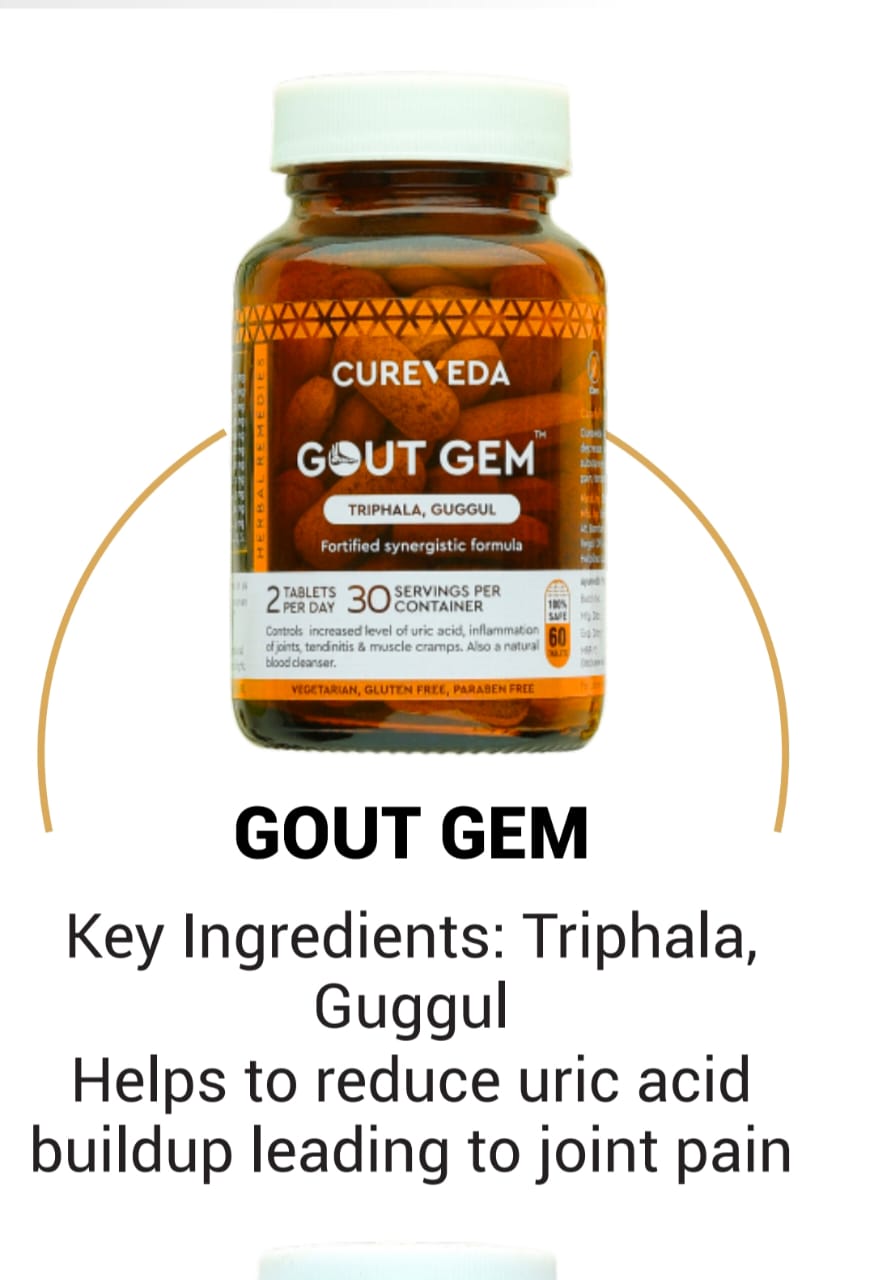 CUREVEDA
HERBAL REMEDIES
GOUT GEM™
TRIPHALA, GUGGUL
Fortified synergistic formula
2 TABLETS PER DAY 30 SERVINGS PER CONTAINER
100% SAFE
60
TABLETS
Controls increased level of uric acid, inflammation
of joints, tendinitis & muscle cramps. Also a natural
blood cleanser.
VEGETARIAN, GLUTEN FREE, PARABEN FREE
GOUT GEM
Key Ingredients: Triphala,
Guggul
Helps to reduce uric acid
buildup leading to joint pain